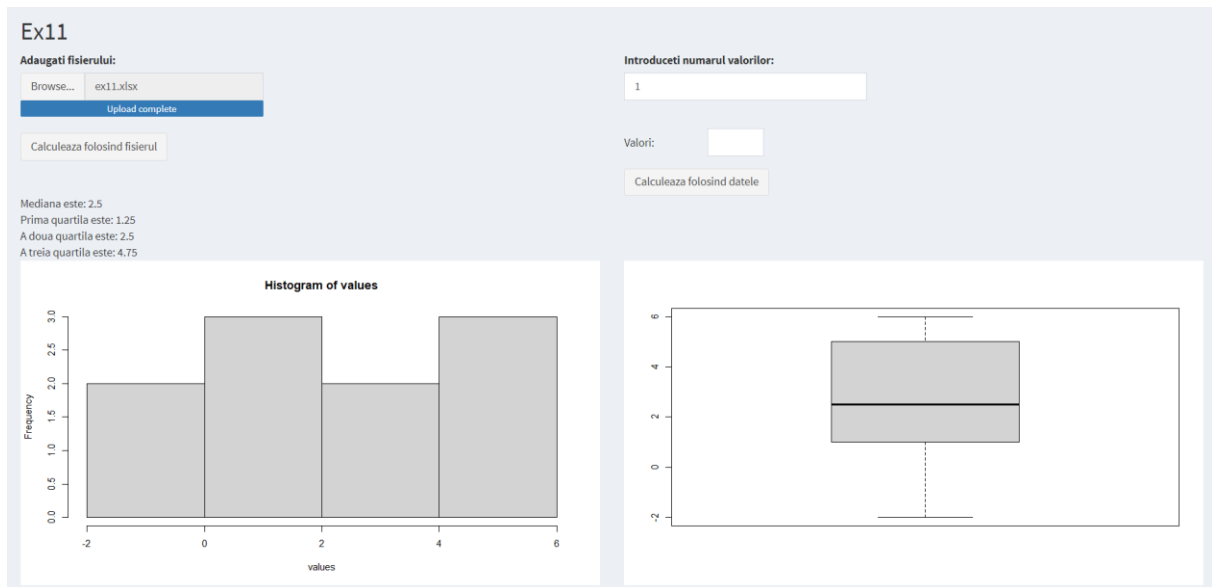 Ex11
Adaugati fisierului:
Browse... ex11.xlsx
Upload complete
Calculeaza folosind fisierul
Introduceti numarul valorilor:
1
Valori:
Calculeaza folosind datele
Mediana este: 2.5
Prima quartila este: 1.25
A doua quartila este: 2.5
A treia quartila este: 4.75
Histogram of values
Frequency
3.0
2.5
2.0
1.5
1.0
0.5
0.0
-2 0 2 4 6
values
6
4
2
0
-2